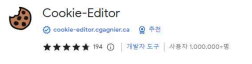 Cookie-Editor
cookie-editor.cgagnier.ca 추천
194 | 개발자 도구 | 사용자 1,000,000+명